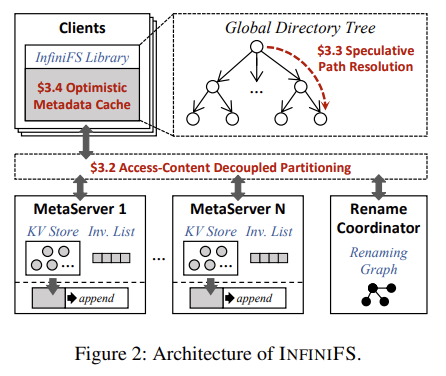 Clients
InfiniFS Library
$3.4 Optimistic
Metadata Cache
Global Directory Tree
$3.3 Speculative
Path Resolution
...
$3.2 Access-Content Decoupled Partitioning
MetaServer 1
KV Store Inv. List
...
append
...
MetaServer N
KV Store Inv. List
...
append
Rename
Coordinator
Renaming
Graph
Figure 2: Architecture of INFINIFS.